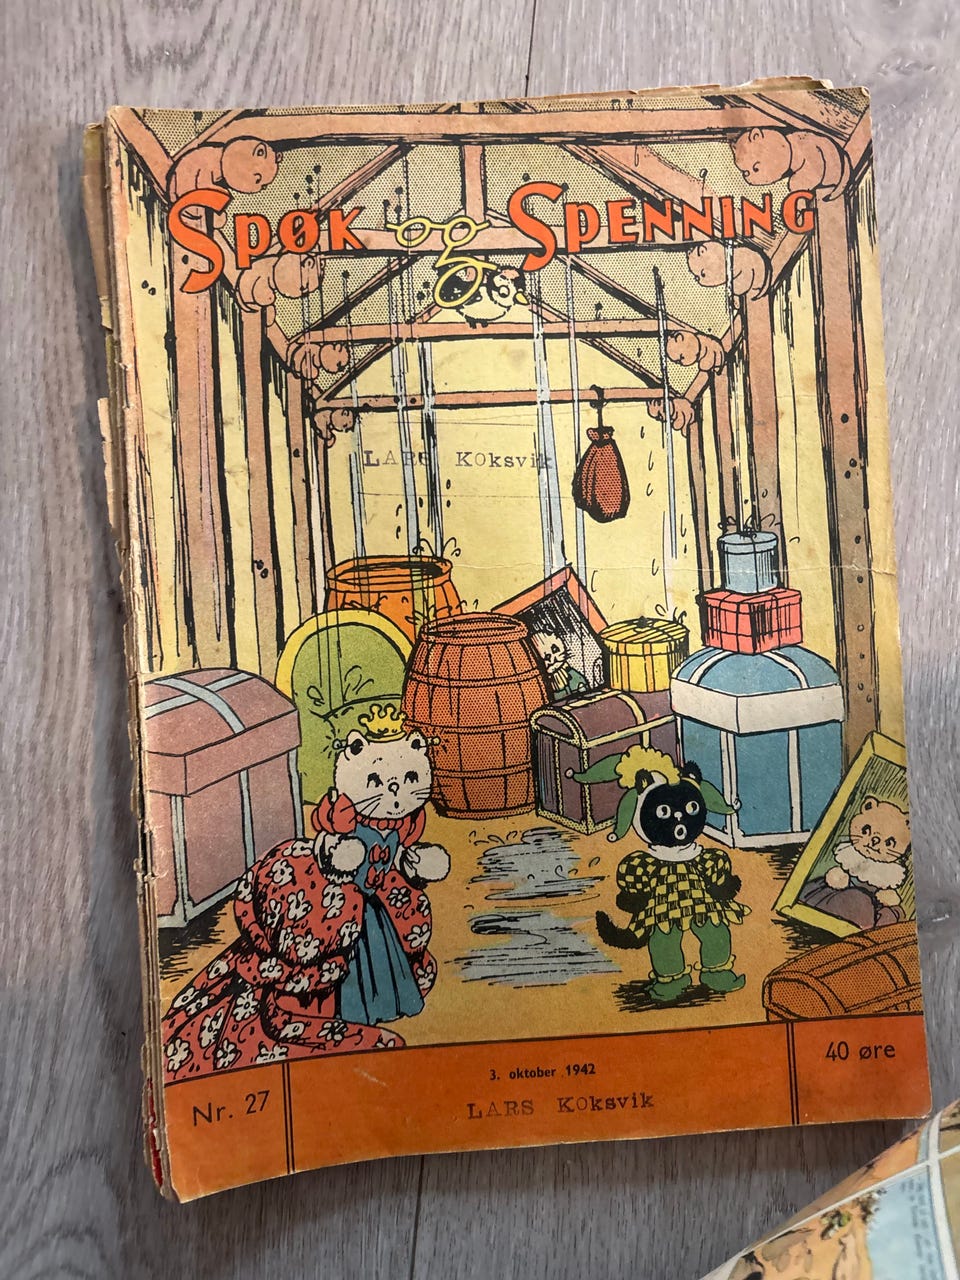 SPØK og SPENNING
LARS KOksvik
3. oktober 1942
40 øre
Nr. 27
LARS KOksvik